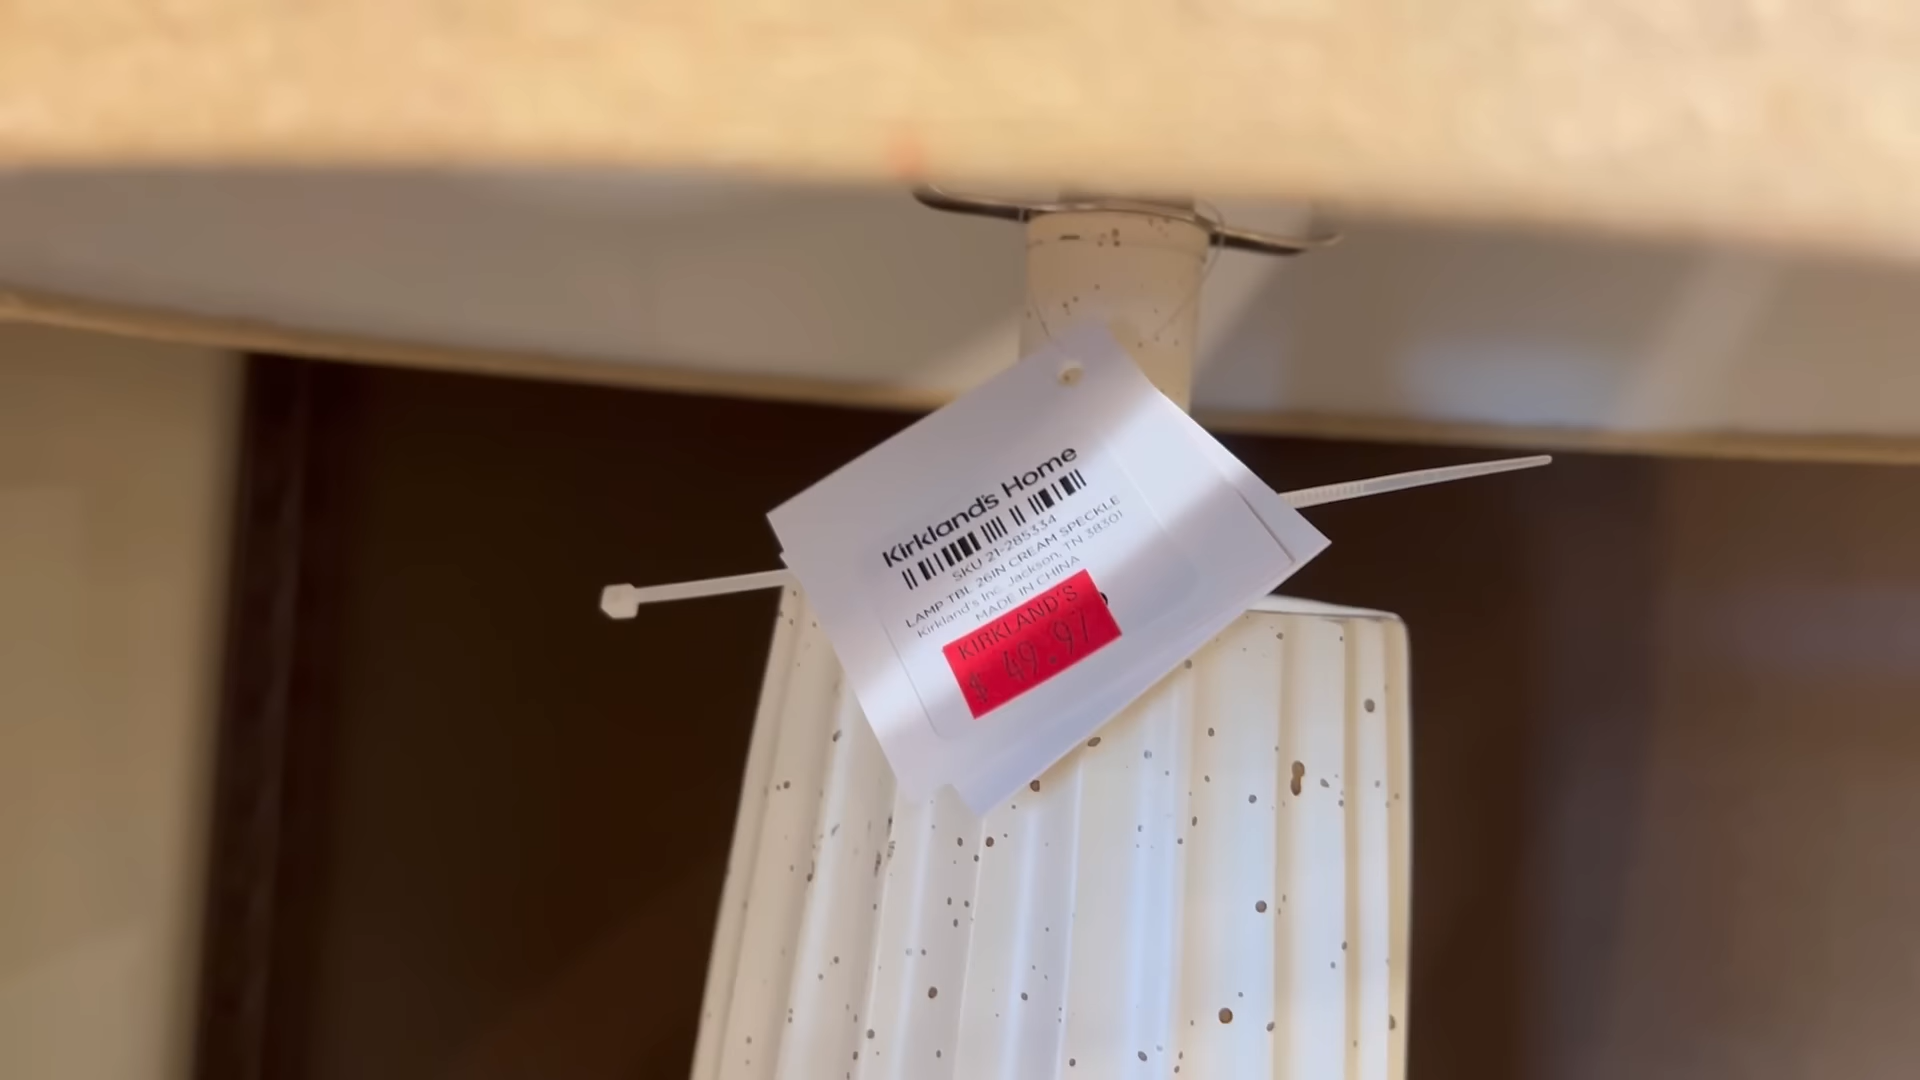 Kirkland's Home
SKU 21-285334
LAMP TBL 26IN CREAM SPECKLE
Kirkland's Inc. Jackson, TN 38301
MADE IN CHINA
KIRKLAND'S
$ 49.97